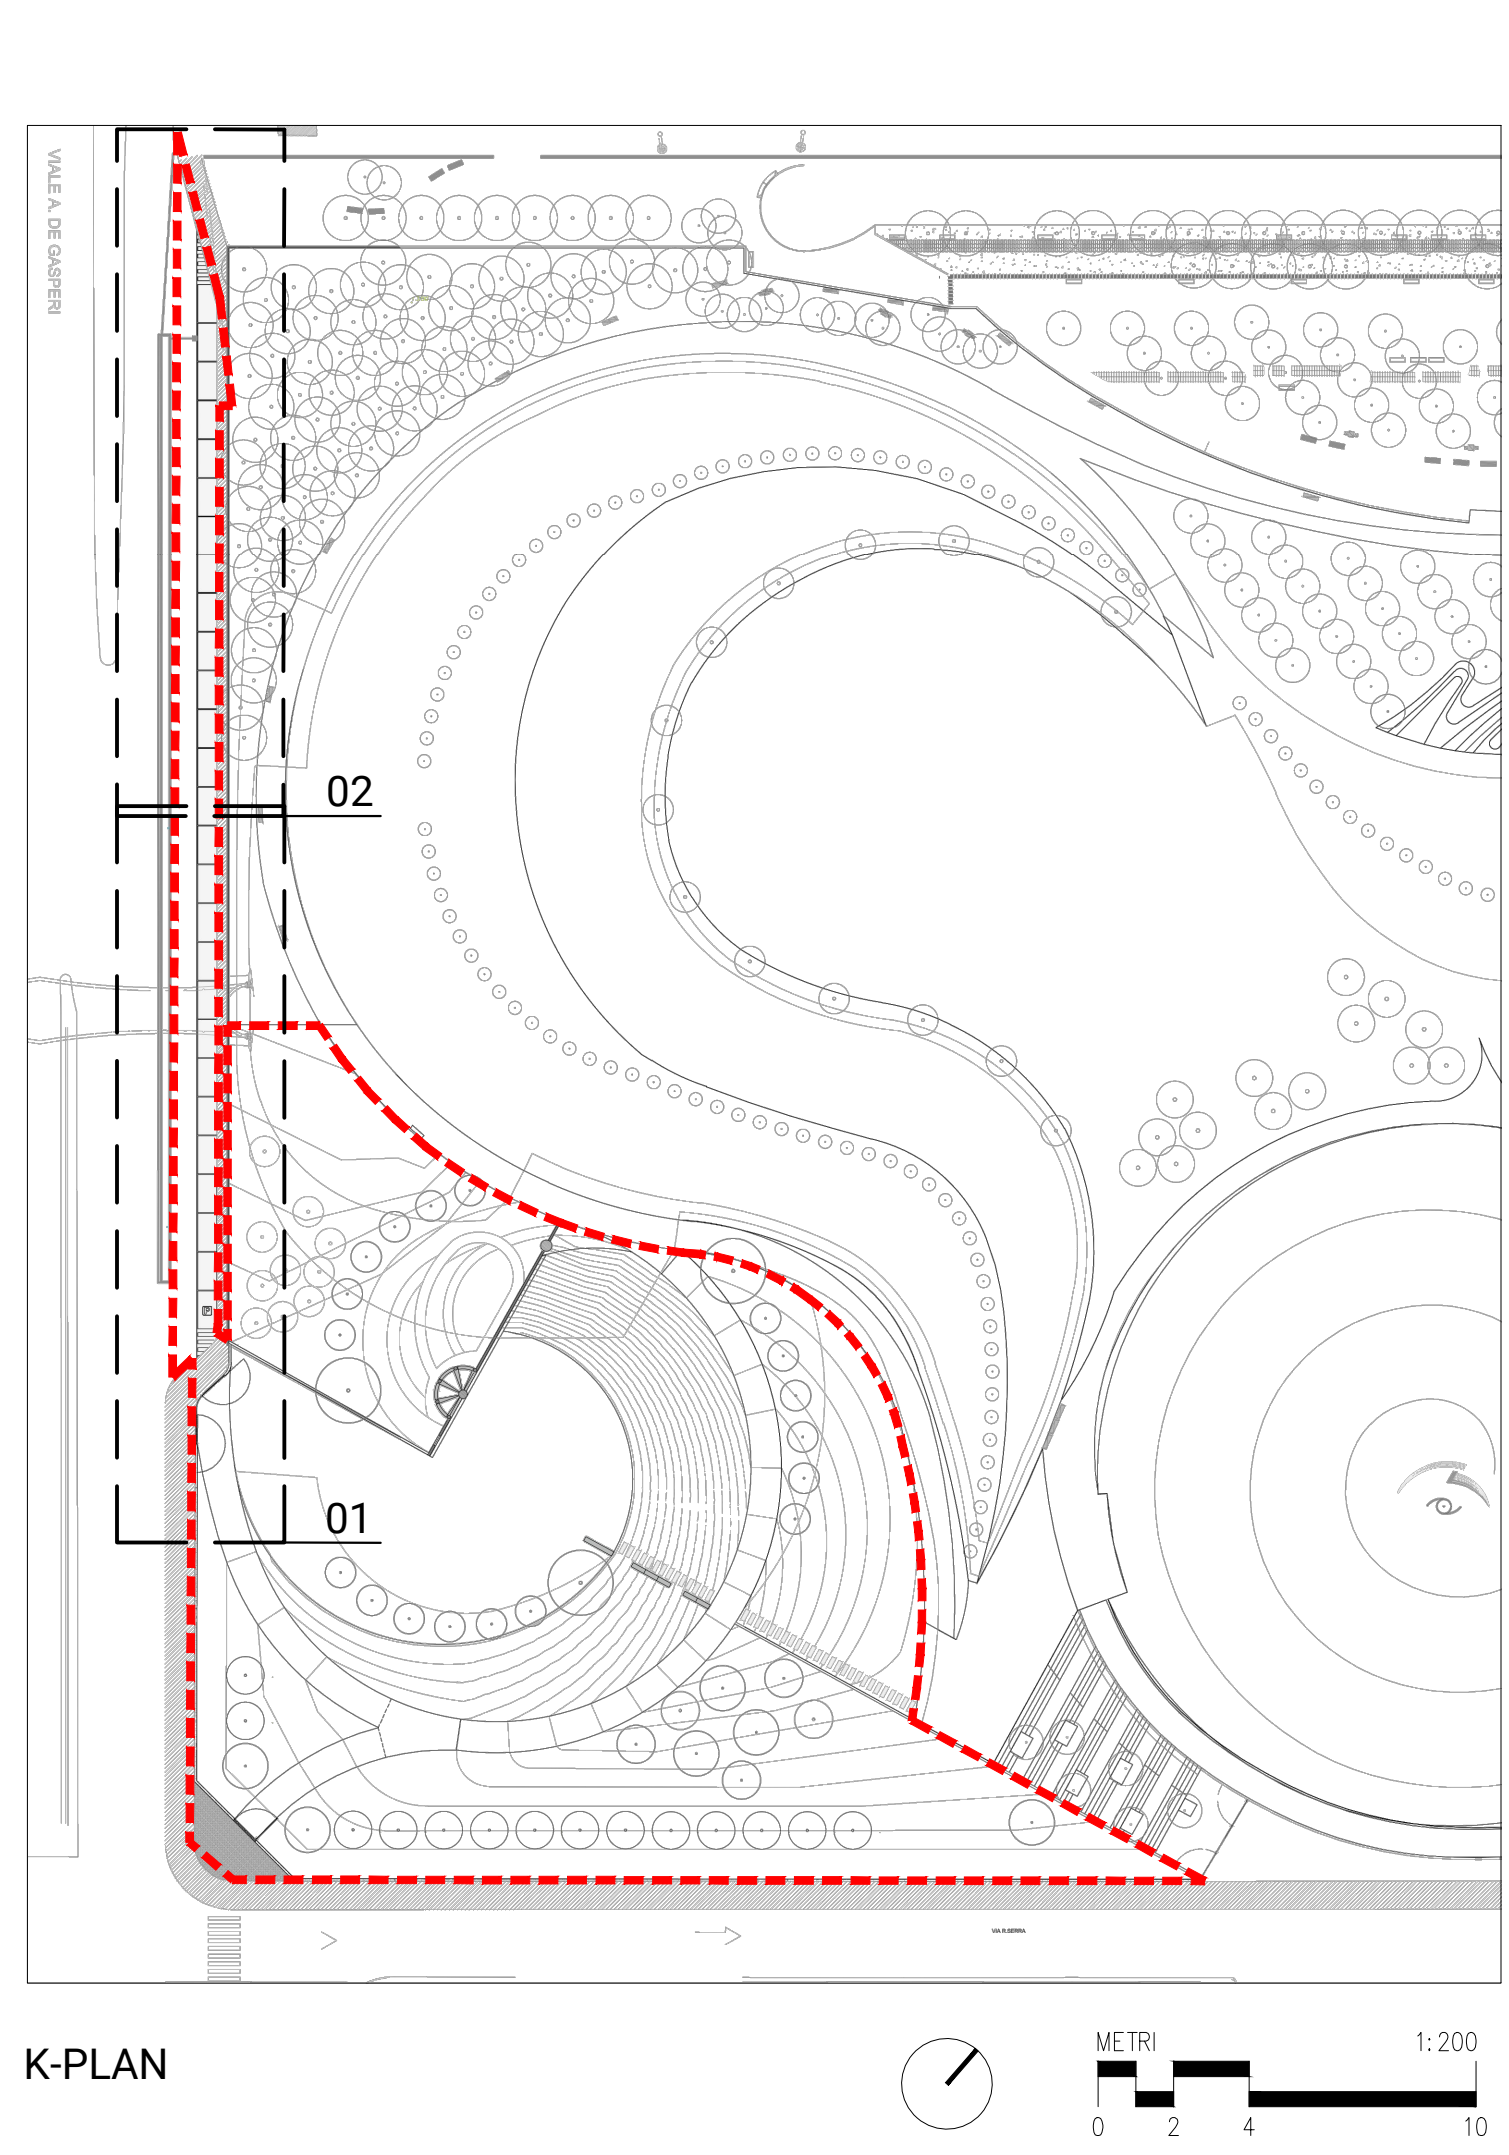 VIALE A. DE GASPERI
02
P
01
VIA R.SERRA
K-PLAN
METRI 1:200
0 2 4 10